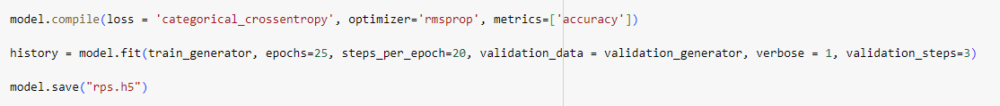 model.compile(loss = 'categorical_crossentropy', optimizer='rmsprop', metrics=['accuracy'])
history = model.fit(train_generator, epochs=25, steps_per_epoch=20, validation_data = validation_generator, verbose = 1, validation_steps=3)
model.save("rps.h5")